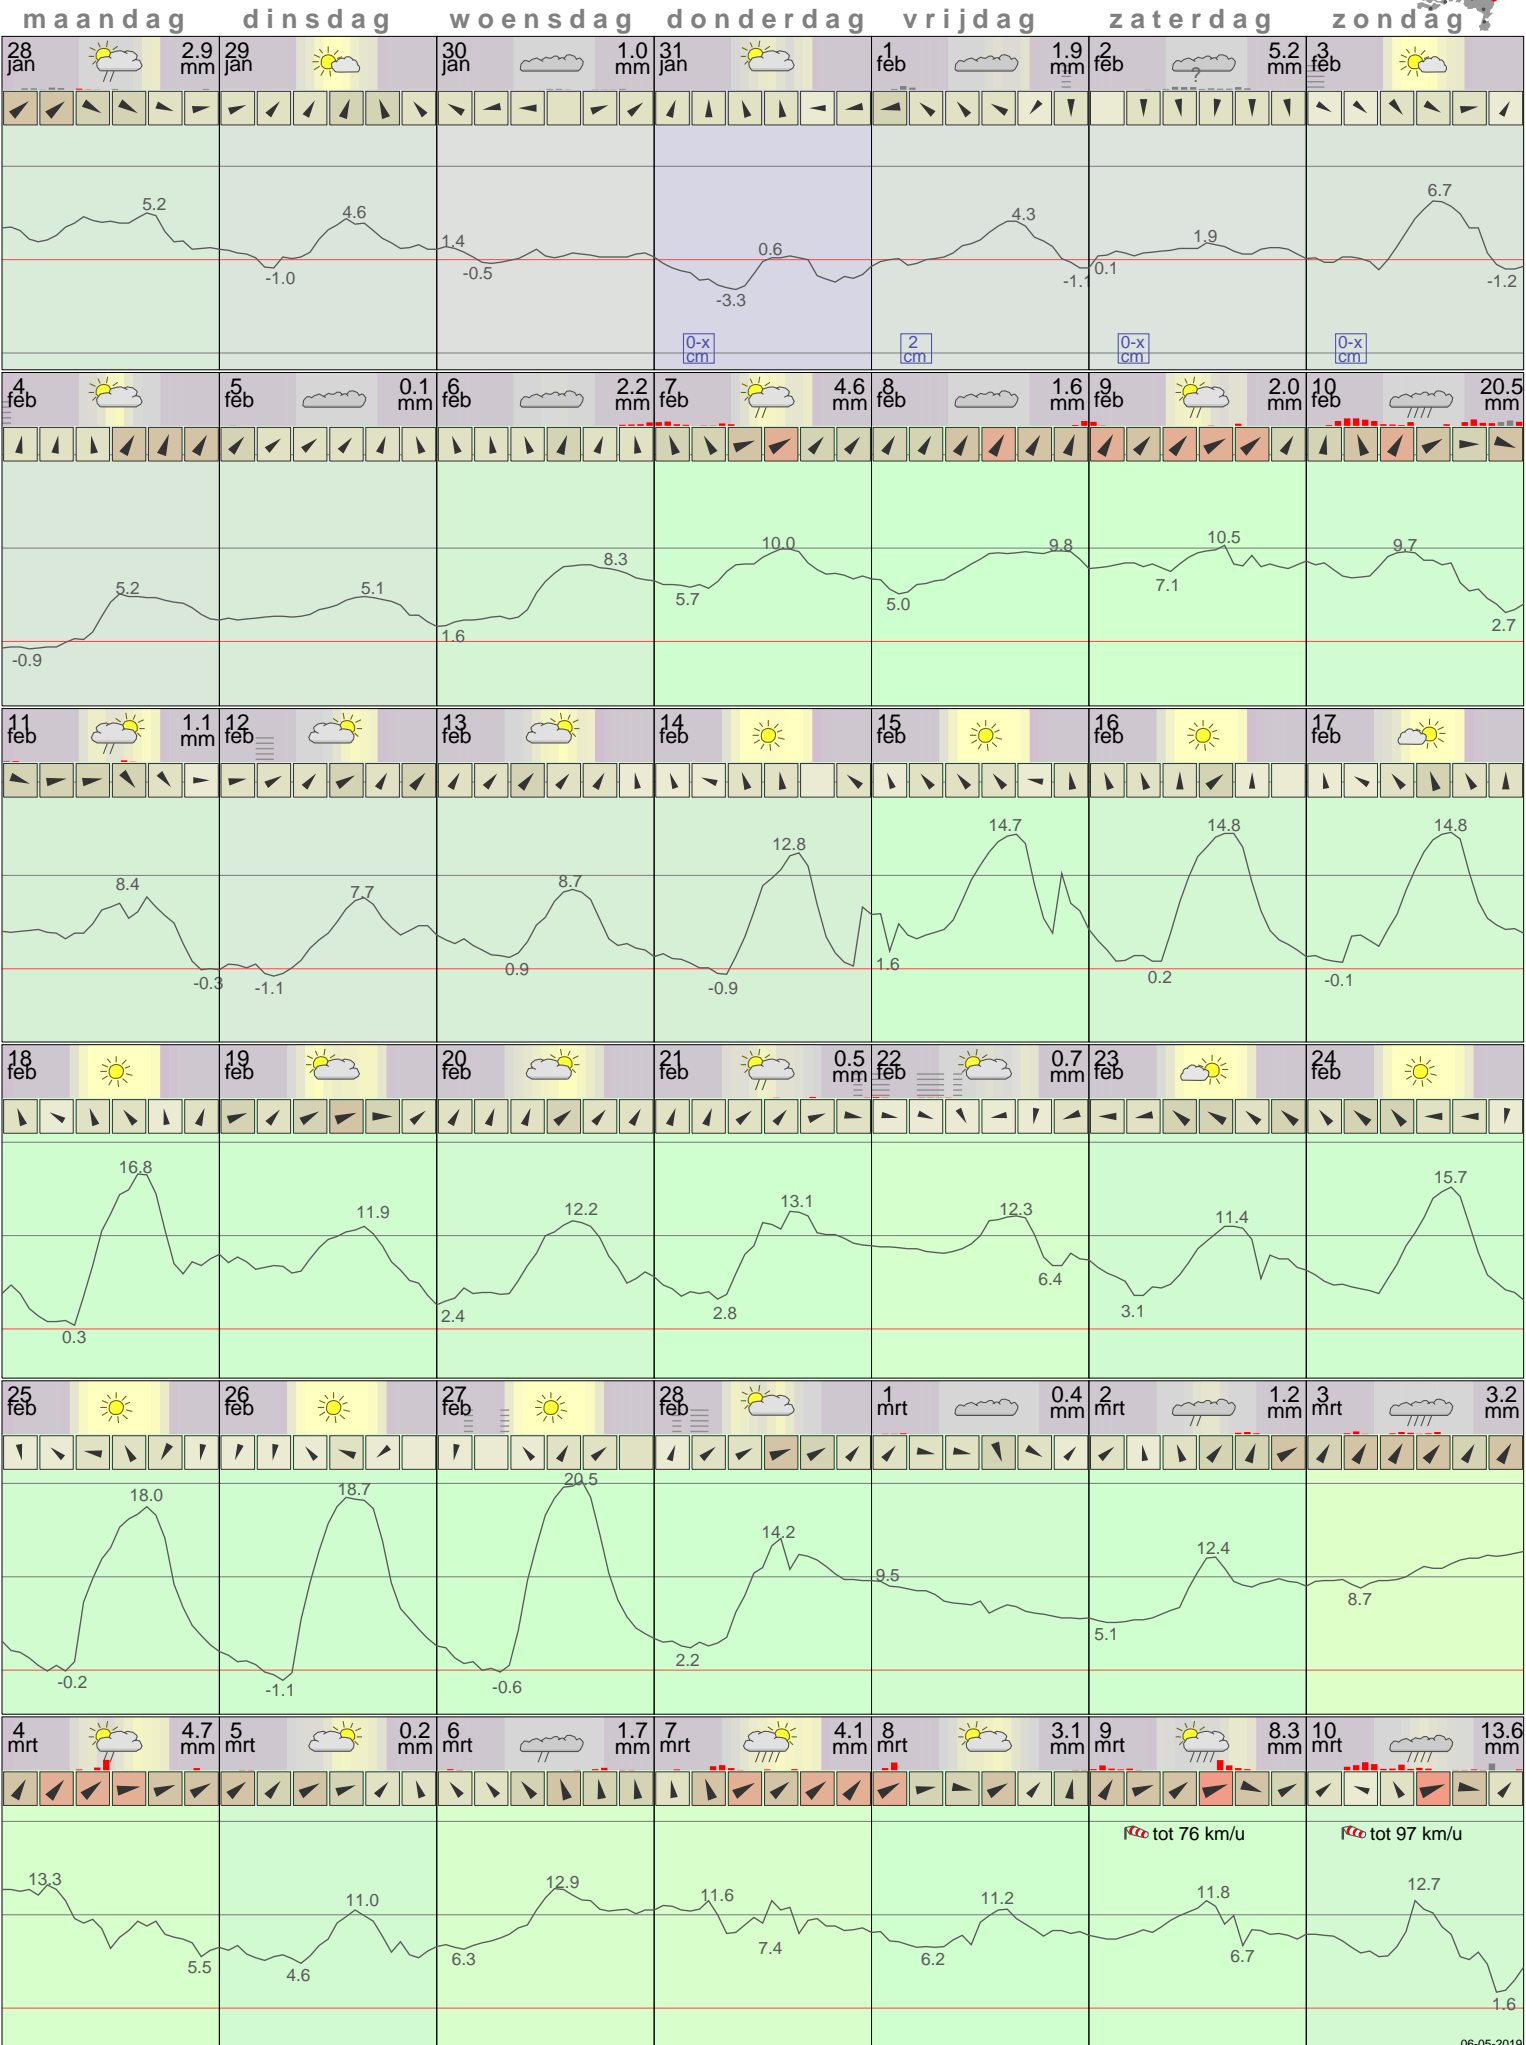 maandag dinsdag woensdag donderdag vrijdag zaterdag zondag
28 jan 2.9 mm 29 jan 30 jan 1.0 mm 31 jan 1 feb 1.9 mm 2 feb ? 5.2 mm 3 feb
5.2 -1.0 4.6 1.4 -0.5 -3.3 0.6 4.3 -1.1 0.1 1.9 6.7 -1.2
0-x cm 2 cm 0-x cm 0-x cm
4 feb 5 feb 0.1 mm 6 feb 2.2 mm 7 feb 4.6 mm 8 feb 1.6 mm 9 feb 2.0 mm 10 feb 20.5 mm
-0.9 5.2 5.1 1.6 8.3 5.7 10.0 5.0 9.8 7.1 10.5 9.7 2.7
11 feb 1.1 mm 12 feb 13 feb 14 feb 15 feb 16 feb 17 feb
8.4 -0.3 -1.1 7.7 0.9 8.7 -0.9 12.8 1.6 14.7 0.2 14.8 -0.1 14.8
18 feb 19 feb 20 feb 21 feb 0.5 mm 22 feb 0.7 mm 23 feb 24 feb
0.3 16.8 11.9 2.4 12.2 2.8 13.1 12.3 6.4 3.1 11.4 15.7
25 feb 26 feb 27 feb 28 feb 1 mrt 0.4 mm 2 mrt 1.2 mm 3 mrt 3.2 mm
-0.2 18.0 -1.1 18.7 -0.6 20.5 2.2 14.2 9.5 5.1 12.4 8.7
4 mrt 4.7 mm 5 mrt 0.2 mm 6 mrt 1.7 mm 7 mrt 4.1 mm 8 mrt 3.1 mm 9 mrt 8.3 mm 10 mrt 13.6 mm
tot 76 km/u tot 97 km/u
13.3 5.5 4.6 11.0 6.3 12.9 11.6 7.4 6.2 11.2 11.8 6.7 12.7 1.6
06-05-2019